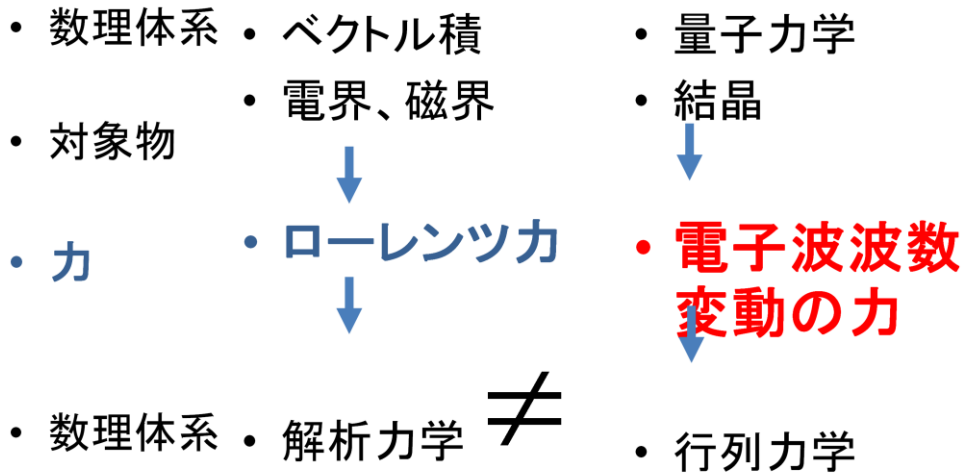 • 数理体系 • ベクトル積 • 量子力学
• 電界、磁界 • 結晶
• 対象物
• 力 • ローレンツ力 • 電子波波数
変動の力
• 数理体系 • 解析力学 ≠ • 行列力学